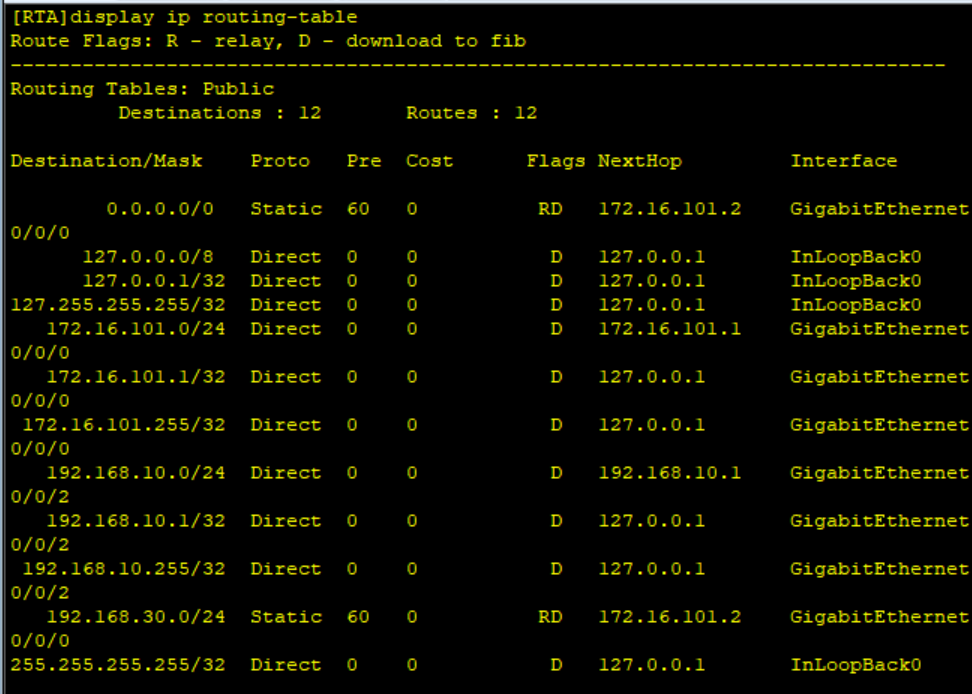 [RTA]display ip routing-table
Route Flags: R - relay, D - download to fib
------------------------------------------------------------------------------
Routing Tables: Public
         Destinations : 12       Routes : 12

Destination/Mask    Proto   Pre  Cost      Flags NextHop         Interface

        0.0.0.0/0   Static  60   0          RD   172.16.101.2    GigabitEthernet
0/0/0
      127.0.0.0/8   Direct  0    0           D   127.0.0.1       InLoopBack0
      127.0.0.1/32  Direct  0    0           D   127.0.0.1       InLoopBack0
127.255.255.255/32  Direct  0    0           D   127.0.0.1       InLoopBack0
   172.16.101.0/24  Direct  0    0           D   172.16.101.1    GigabitEthernet
0/0/0
   172.16.101.1/32  Direct  0    0           D   127.0.0.1       GigabitEthernet
0/0/0
 172.16.101.255/32  Direct  0    0           D   127.0.0.1       GigabitEthernet
0/0/0
   192.168.10.0/24  Direct  0    0           D   192.168.10.1    GigabitEthernet
0/0/2
   192.168.10.1/32  Direct  0    0           D   127.0.0.1       GigabitEthernet
0/0/2
 192.168.10.255/32  Direct  0    0           D   127.0.0.1       GigabitEthernet
0/0/2
   192.168.30.0/24  Static  60   0          RD   172.16.101.2    GigabitEthernet
0/0/0
255.255.255.255/32  Direct  0    0           D   127.0.0.1       InLoopBack0